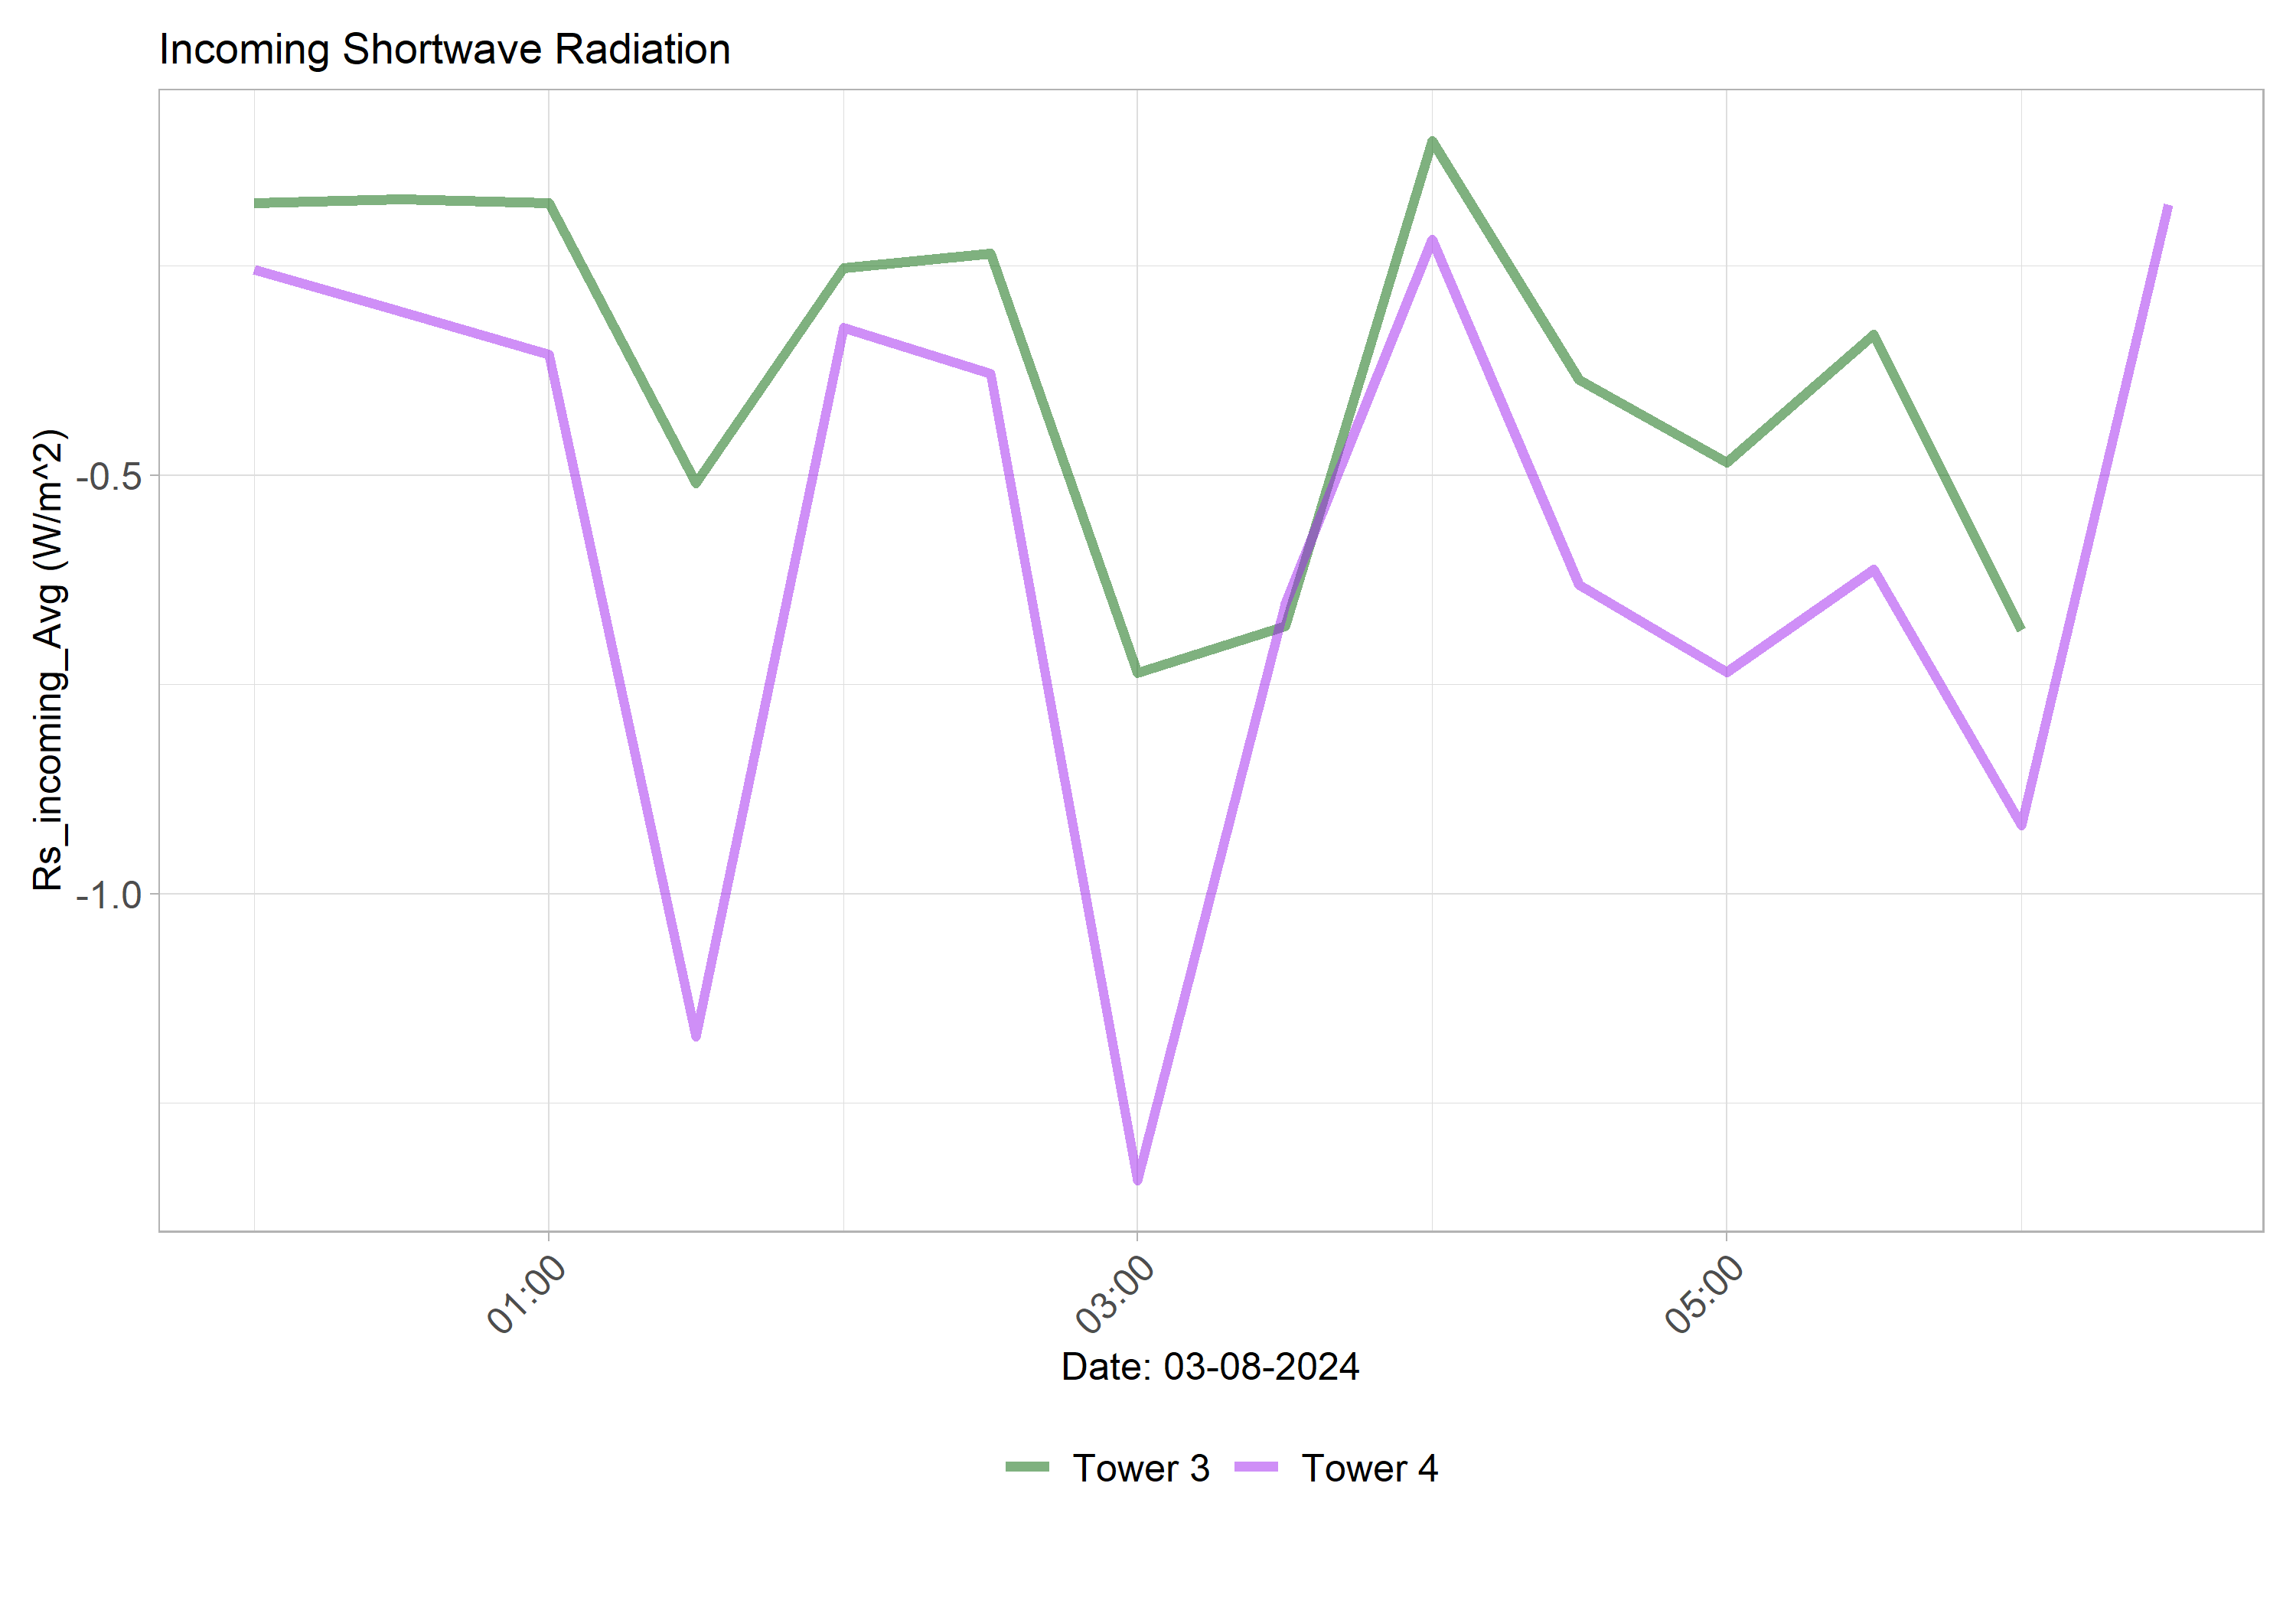 Incoming Shortwave Radiation
Rs_incoming_Avg (W/m^2)
-0.5
-1.0
01:00
03:00
05:00
Date: 03-08-2024
Tower 3
Tower 4